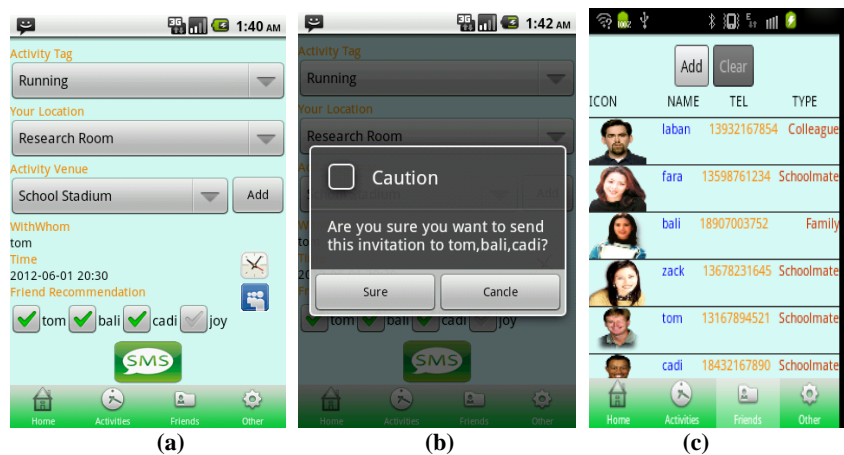 1:40 AM
Activity Tag
Running
Your Location
Research Room
Activity Venue
School Stadium Add
WithWhom
tom
Time
2012-06-01 20:30
Friend Recommendation
tom bali cadi joy
SMS
Home Activities Friends Other
(a)
1:42 AM
Activity Tag
Running
Your Location
Research Room
Caution
Are you sure you want to send
this invitation to tom,bali,cadi?
Sure Cancle
tom bali cadi joy
SMS
Home Activities Friends Other
(b)
Add Clear
ICON NAME TEL TYPE
laban 13932167854 Colleague
fara 13598761234 Schoolmate
bali 18907003752 Family
zack 13678231645 Schoolmate
tom 13167894521 Schoolmate
cadi 18432167890 Schoolmate
Home Activities Friends Other
(c)